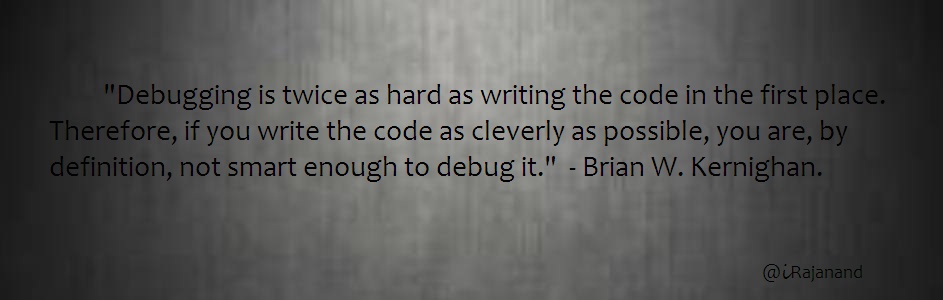 "Debugging is twice as hard as writing the code in the first place.
Therefore, if you write the code as cleverly as possible, you are, by
definition, not smart enough to debug it." - Brian W. Kernighan.
@iRajanand